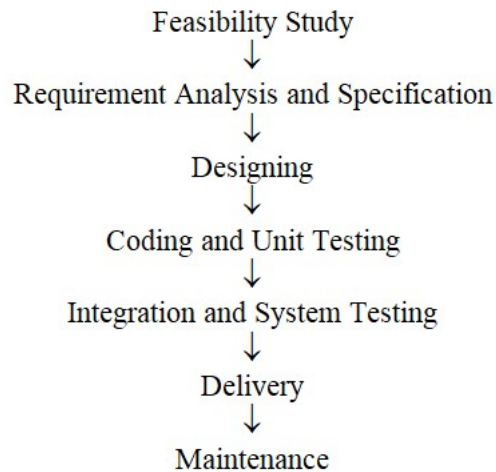 Feasibility Study
↓
Requirement Analysis and Specification
↓
Designing
↓
Coding and Unit Testing
↓
Integration and System Testing
↓
Delivery
↓
Maintenance